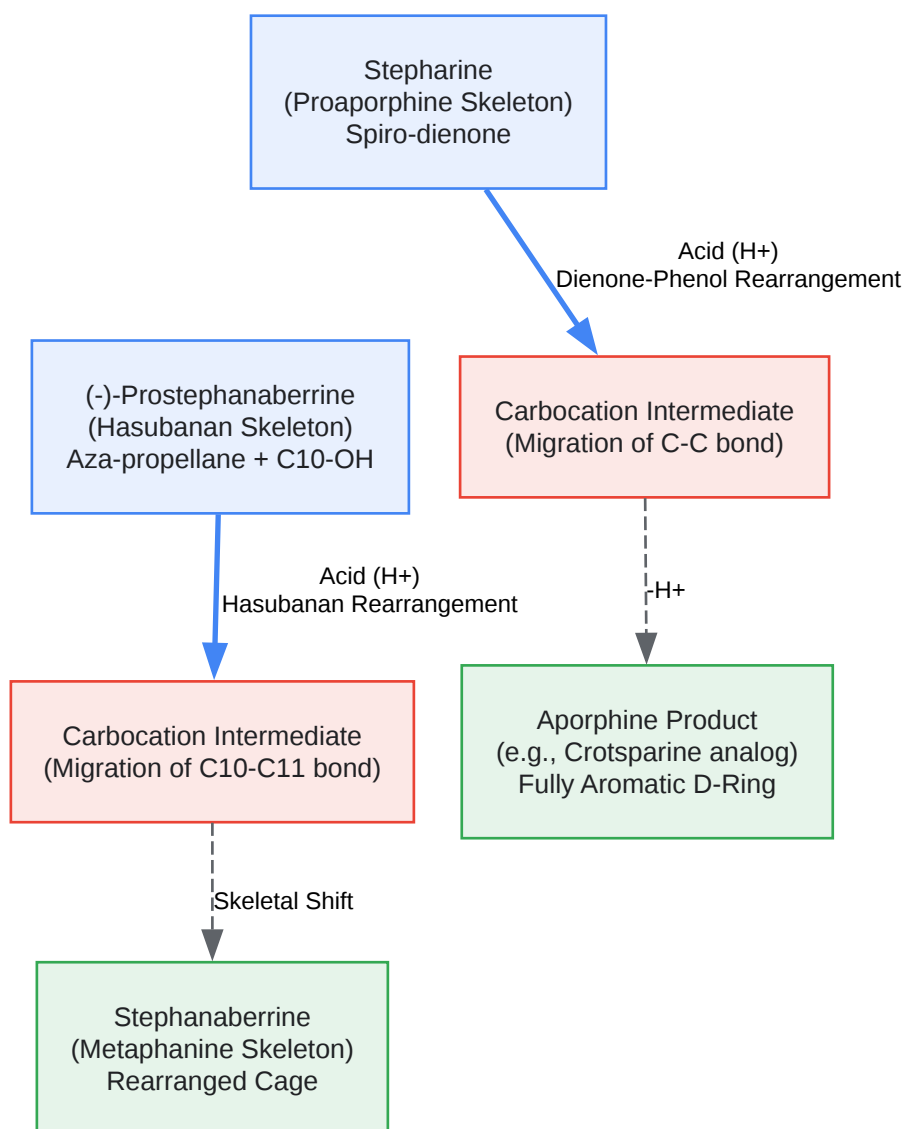 Stepharine
(Proaporphine Skeleton)
Spiro-dienone
Acid (H+)
Dienone-Phenol Rearrangement
(-)-Prostephanaberrine
(Hasubanan Skeleton)
Aza-propellane + C10-OH
Carbocation Intermediate
(Migration of C-C bond)
Acid (H+)
Hasubanan Rearrangement
-H+
Carbocation Intermediate
(Migration of C10-C11 bond)
Aporphine Product
(e.g., Crotsparine analog)
Fully Aromatic D-Ring
Skeletal Shift
Stephanaberrine
(Metaphanine Skeleton)
Rearranged Cage